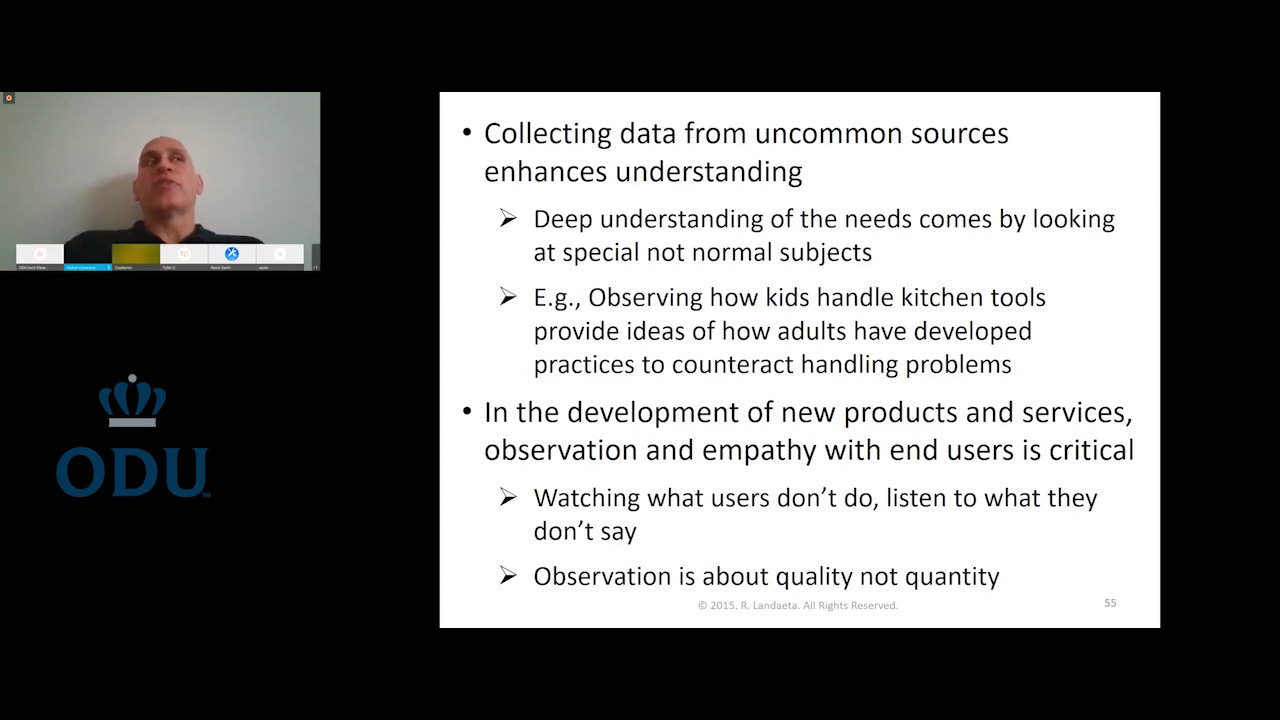 • Collecting data from uncommon sources
enhances understanding
➢ Deep understanding of the needs comes by looking
at special not normal subjects
➢ E.g., Observing how kids handle kitchen tools
provide ideas of how adults have developed
practices to counteract handling problems
• In the development of new products and services,
observation and empathy with end users is critical
➢ Watching what users don’t do, listen to what they
don’t say
➢ Observation is about quality not quantity
© 2015. R. Landaeta. All Rights Reserved.
55
TC
ODU